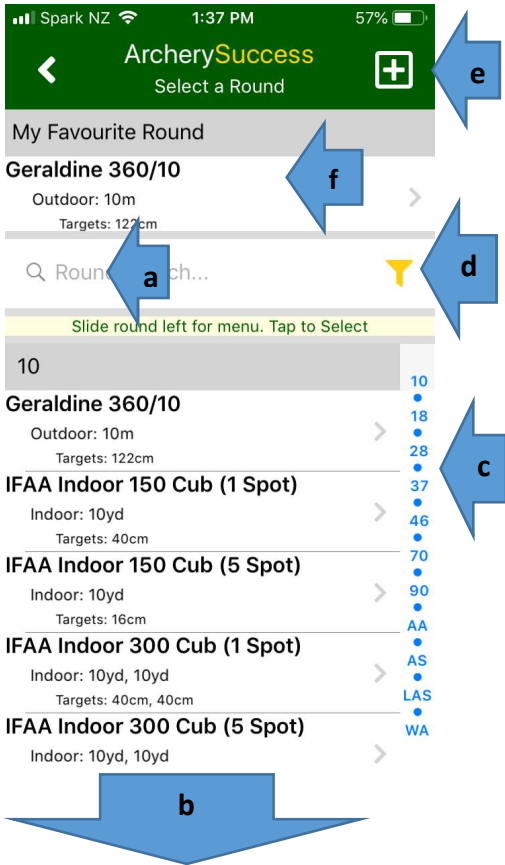 Spark NZ 1:37 PM 57%
ArcherySuccess
Select a Round
e
My Favourite Round
Geraldine 360/10
f
Outdoor: 10m
Targets: 122cm
a
d
Slide round left for menu. Tap to Select
10
10
18
28
37
46
70
90
AA
AS
LAS
WA
c
Geraldine 360/10
Outdoor: 10m
Targets: 122cm
IFAA Indoor 150 Cub (1 Spot)
Indoor: 10yd
Targets: 40cm
IFAA Indoor 150 Cub (5 Spot)
Indoor: 10yd
Targets: 16cm
IFAA Indoor 300 Cub (1 Spot)
Indoor: 10yd, 10yd
Targets: 40cm, 40cm
IFAA Indoor 300 Cub (5 Spot)
Indoor: 10yd, 10yd
b